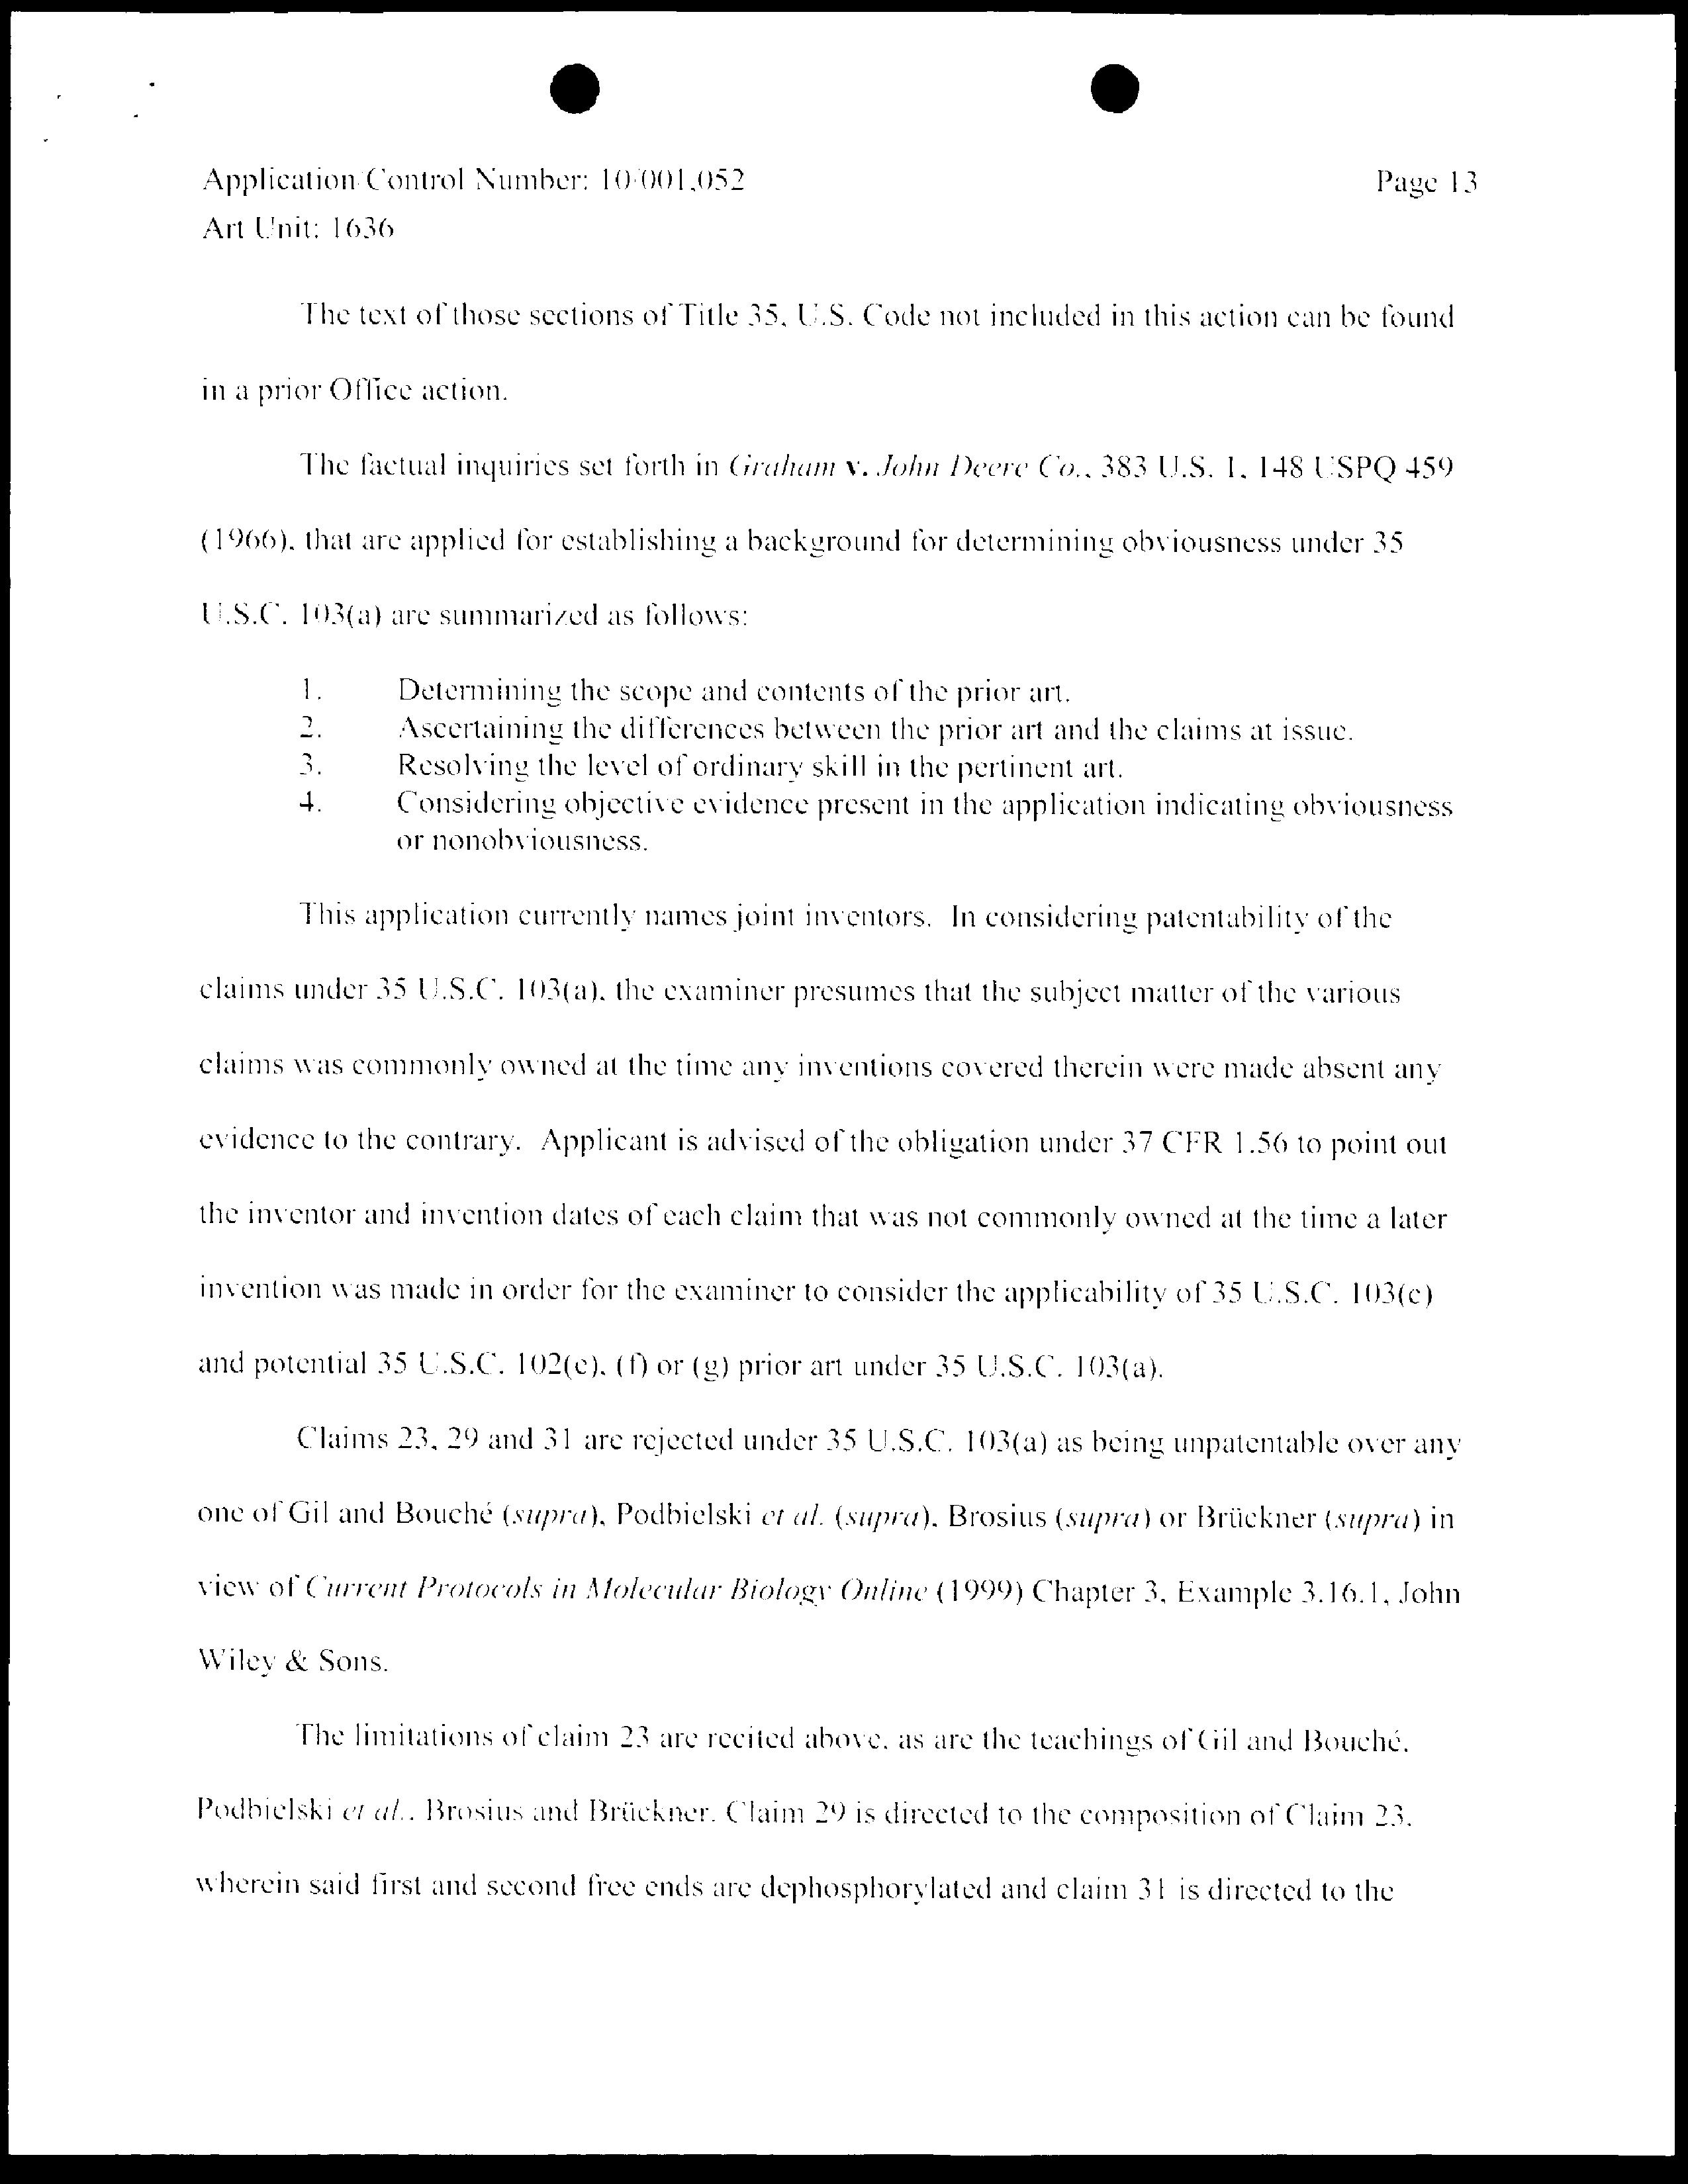 Application/Control Number: 10/001,052 Page 13
Art Unit: 1636
The text of those sections of Title 35, U.S. Code not included in this action can be found
in a prior Office action.
The factual inquiries set forth in Graham v. John Deere Co., 383 U.S. 1, 148 USPQ 459
(1966), that are applied for establishing a background for determining obviousness under 35
U.S.C. 103(a) are summarized as follows:
1. Determining the scope and contents of the prior art.
2. Ascertaining the differences between the prior art and the claims at issue.
3. Resolving the level of ordinary skill in the pertinent art.
4. Considering objective evidence present in the application indicating obviousness
or nonobviousness.
This application currently names joint inventors. In considering patentability of the
claims under 35 U.S.C. 103(a), the examiner presumes that the subject matter of the various
claims was commonly owned at the time any inventions covered therein were made absent any
evidence to the contrary. Applicant is advised of the obligation under 37 CFR 1.56 to point out
the inventor and invention dates of each claim that was not commonly owned at the time a later
invention was made in order for the examiner to consider the applicability of 35 U.S.C. 103(c)
and potential 35 U.S.C. 102(e), (f) or (g) prior art under 35 U.S.C. 103(a).
Claims 23, 29 and 31 are rejected under 35 U.S.C. 103(a) as being unpatentable over any
one of Gil and Bouché (supra), Podbielski et al. (supra), Brosius (supra) or Brückner (supra) in
view of Current Protocols in Molecular Biology Online (1999) Chapter 3, Example 3.16.1, John
Wiley & Sons.
The limitations of claim 23 are recited above, as are the teachings of Gil and Bouché,
Podbielski et al., Brosius and Brückner. Claim 29 is directed to the composition of Claim 23,
wherein said first and second free ends are dephosphorylated and claim 31 is directed to the